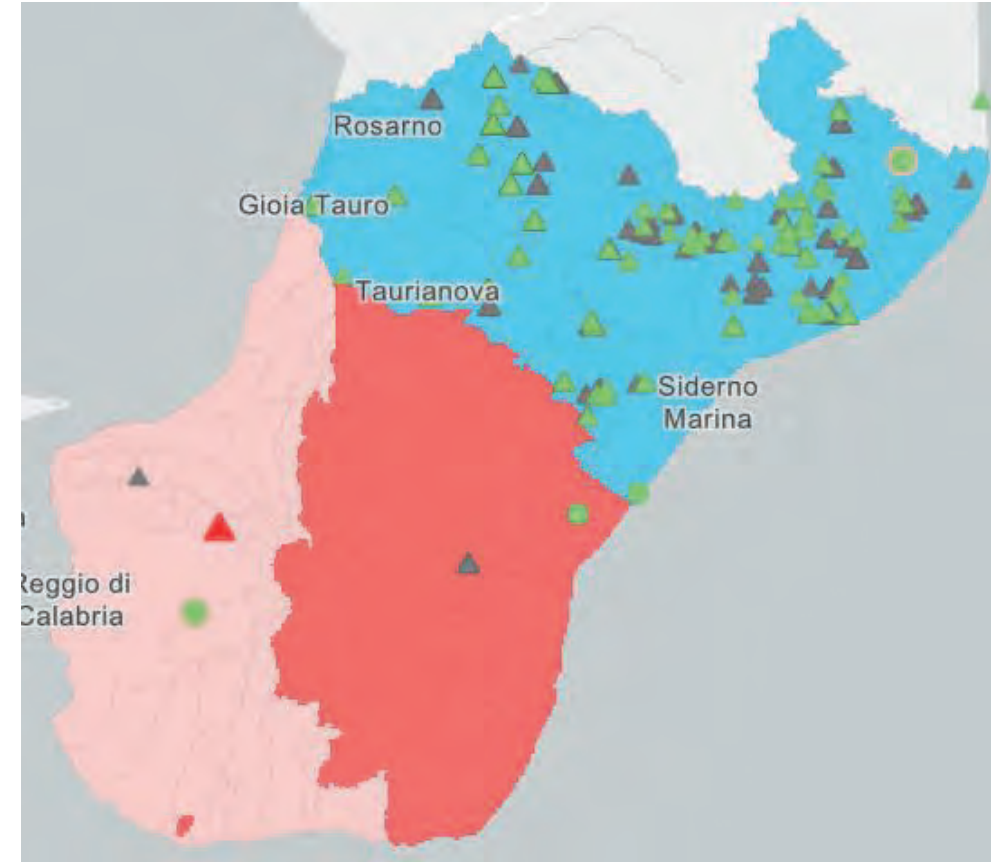 Rosarno
Gioia Tauro
Taurianova
Siderno
Marina
Reggio di
Calabria